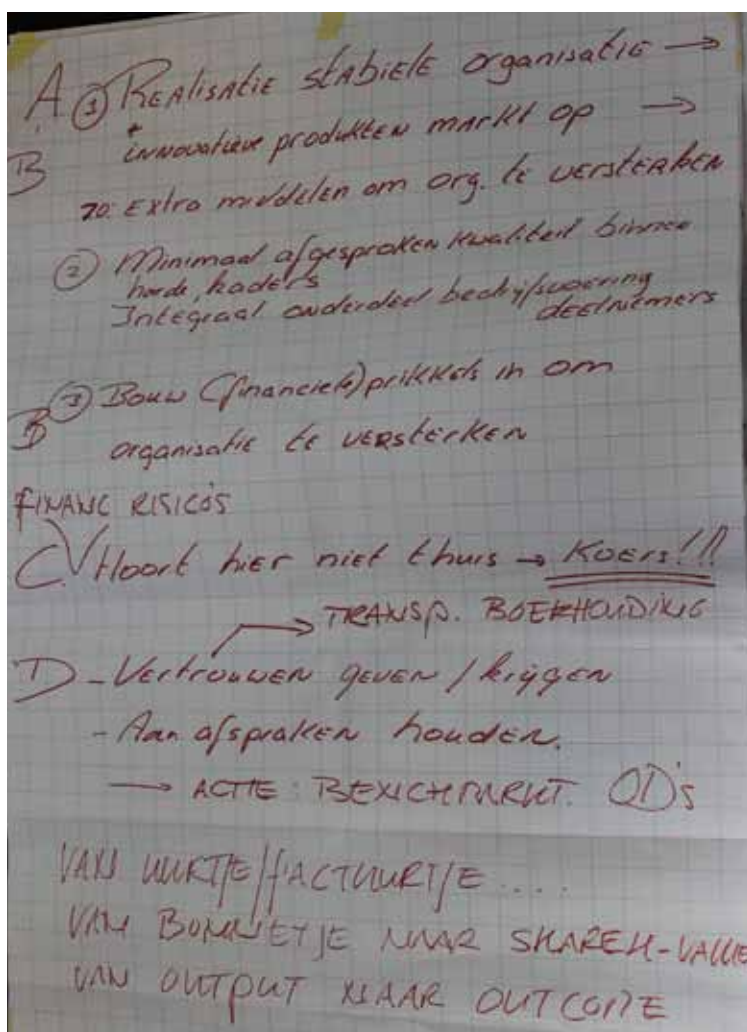 A. ① Realisatie stabiele organisatie →
+ innovatieve produkten markt op →
B
zo: Extra middelen om org. te versterken
② Minimaal afgesproken kwaliteit binnen
harde, kaders
Integraal onderdeel bedrijfsvoering
deelnemers
③ Bouw (financiele) prikkels in om
B
organisatie te versterken
FINANC RISICO'S
C. Hoort hier niet thuis → Koers!!!
→ TRANSP. BOEKHOUDING
D - Vertrouwen geven / krijgen
- Aan afspraken houden.
→ ACTIE: QD's
VAN UURTJE/FACTUURTJE ....
VAN BONNETJE NAAR SHAREH-VALUE
VAN OUTPUT NAAR OUTCOME